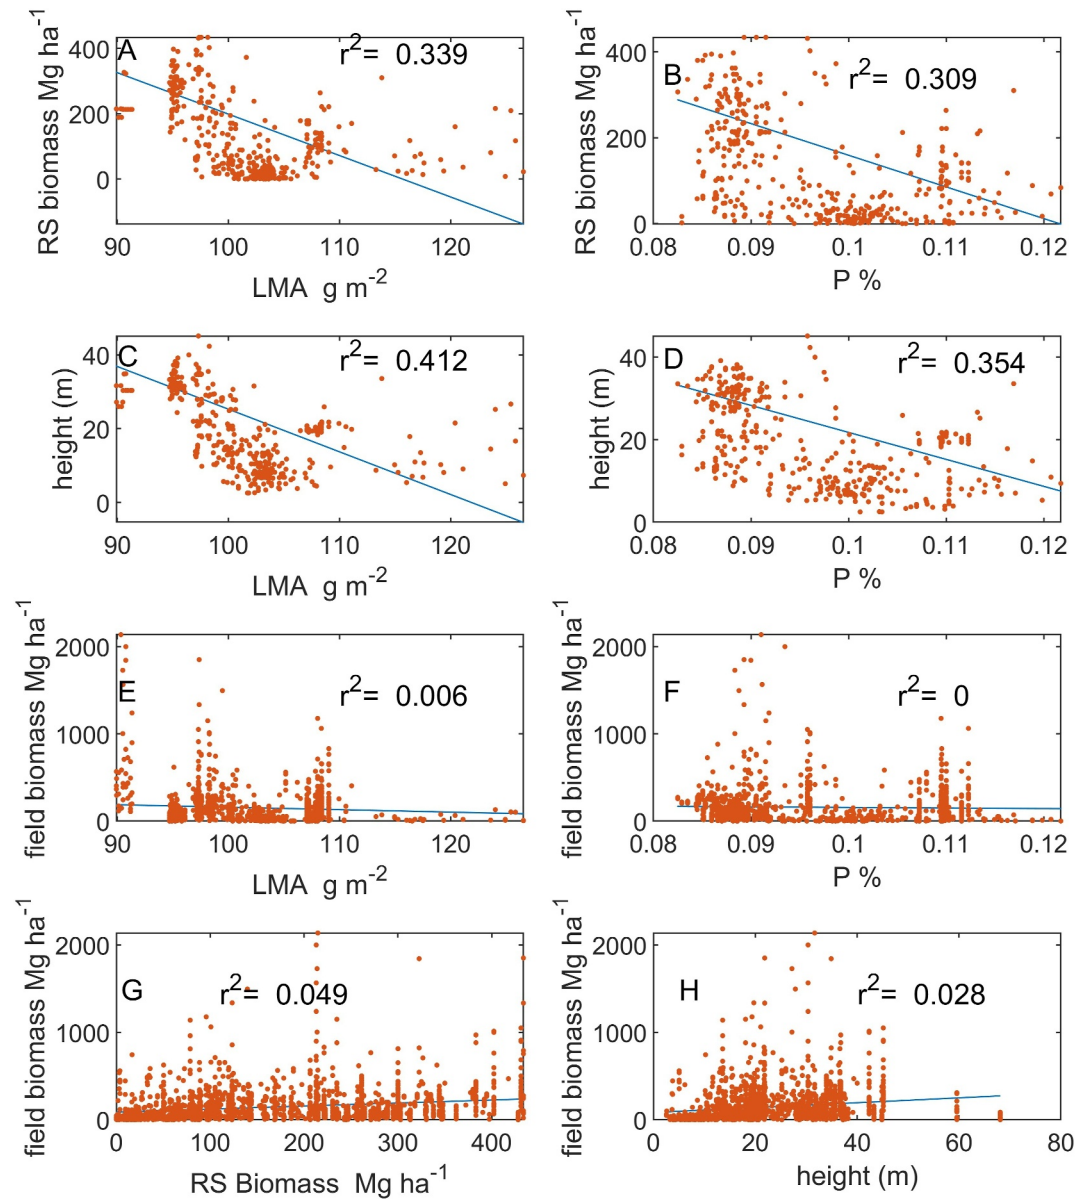 A
r2= 0.339
RS biomass Mg ha-1
400
200
0
90
100
110
120
LMA g m-2
B
r2= 0.309
RS biomass Mg ha-1
400
200
0
0.08
0.09
0.1
0.11
0.12
P %
C
r2= 0.412
height (m)
40
20
0
90
100
110
120
LMA g m-2
D
r2= 0.354
height (m)
40
20
0
0.08
0.09
0.1
0.11
0.12
P %
E
r2= 0.006
field biomass Mg ha-1
2000
1000
0
90
100
110
120
LMA g m-2
F
r2= 0
field biomass Mg ha-1
2000
1000
0
0.08
0.09
0.1
0.11
0.12
P %
G
r2= 0.049
field biomass Mg ha-1
2000
1000
0
0
100
200
300
400
RS Biomass Mg ha-1
H
r2= 0.028
field biomass Mg ha-1
2000
1000
0
0
20
40
60
80
height (m)